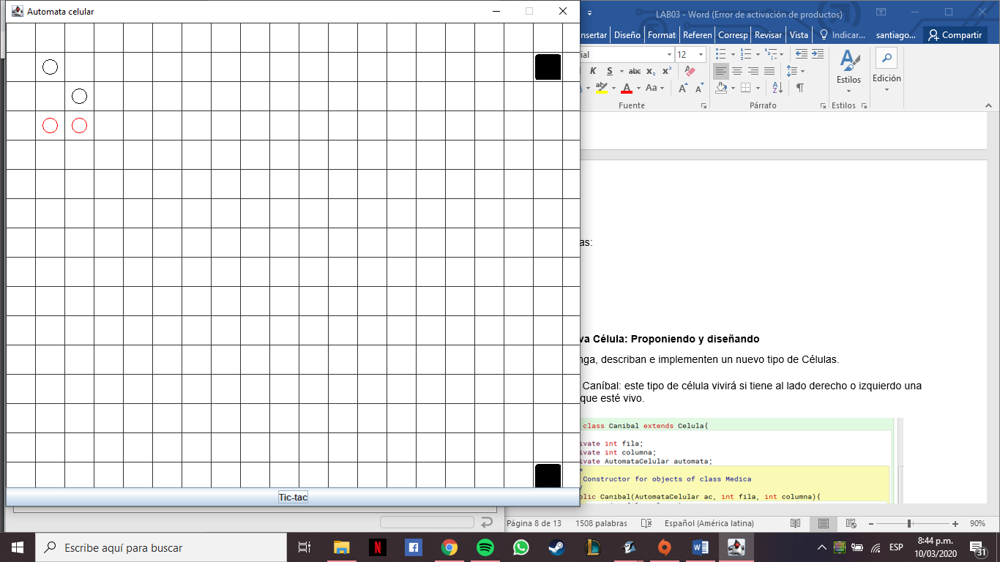 Automata celular
Tic-tac
LAB03 - Word (Error de activación de productos)
nsertar Diseño Format Referen Corresp Revisar Vista Indicar... santiago... Compartir
ial 12
K S abc x₂ x²
A Aa A A
Fuente Párrafo Estilos Estilos Edición
as:
va Célula: Proponiendo y diseñando
nga, describan e implementen un nuevo tipo de Células.
Caníbal: este tipo de célula vivirá si tiene al lado derecho o izquierdo una
que esté vivo.
class Canibal extends Celula{
ivate int fila;
ivate int columna;
ivate AutomataCelular automata;
Constructor for objects of class Medica
blic Canibal(AutomataCelular ac, int fila, int columna){
Página 8 de 13 1508 palabras Español (América latina) 90%
Escribe aquí para buscar
ESP
8:44 p.m.
10/03/2020
31